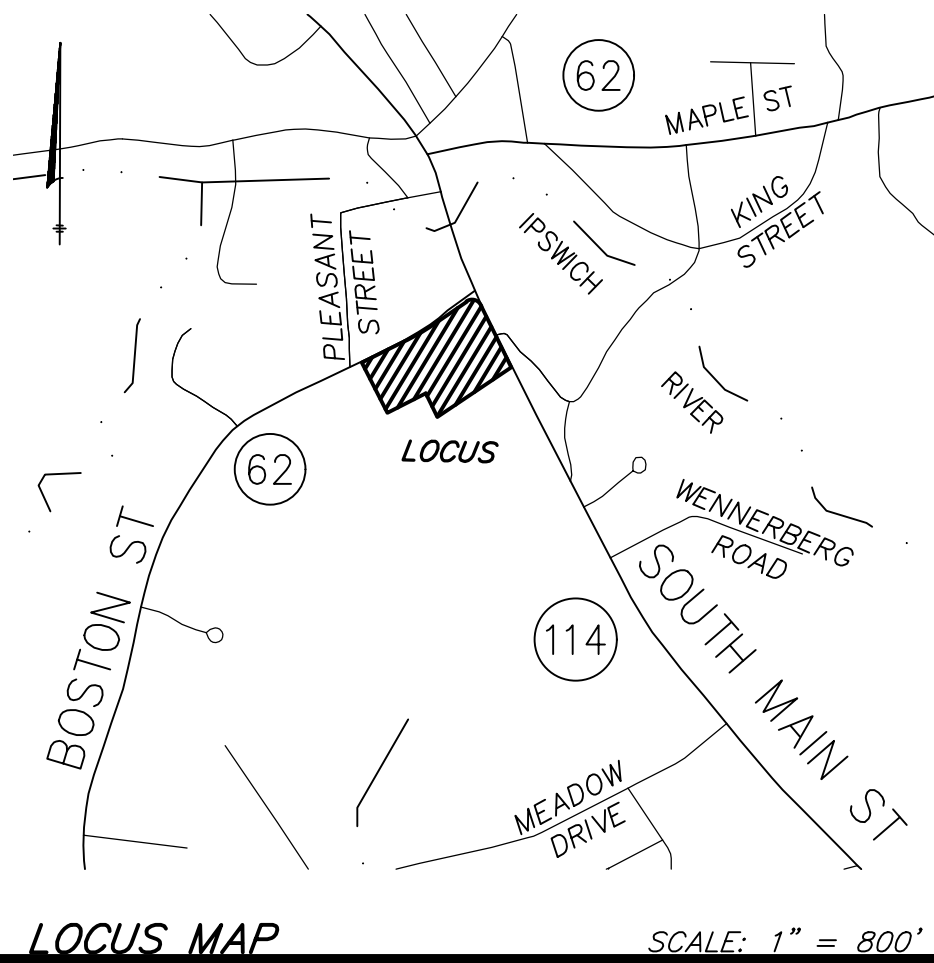 62
MAPLE ST
KING
STREET
IPSWICH
RIVER
PLEASANT
STREET
LOCUS
62
WENNERBERG
ROAD
BOSTON ST
114
SOUTH MAIN ST
MEADOW
DRIVE
LOCUS MAP
SCALE: 1" = 800'